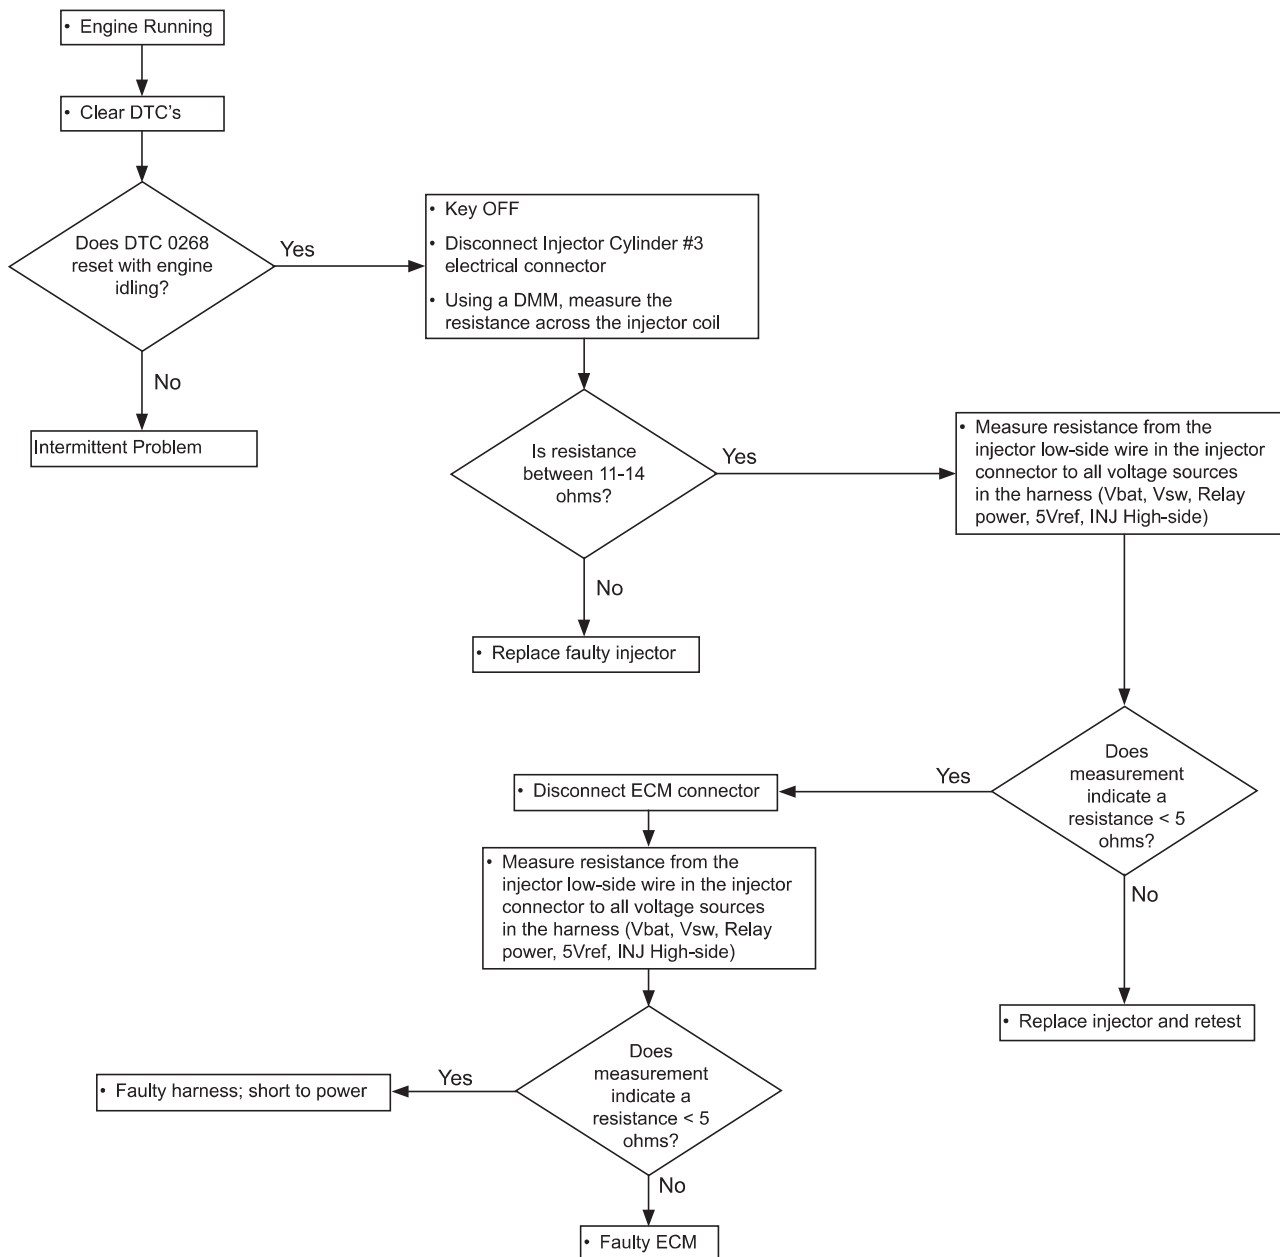 • Engine Running
• Clear DTC's
Does DTC 0268
reset with engine
idling?
Yes
No
Intermittent Problem
• Key OFF
• Disconnect Injector Cylinder #3
electrical connector
• Using a DMM, measure the
resistance across the injector coil
Is resistance
between 11-14
ohms?
Yes
No
• Replace faulty injector
• Measure resistance from the
injector low-side wire in the injector
connector to all voltage sources
in the harness (Vbat, Vsw, Relay
power, 5Vref, INJ High-side)
Does
measurement
indicate a
resistance < 5
ohms?
Yes
No
• Replace injector and retest
• Disconnect ECM connector
• Measure resistance from the
injector low-side wire in the injector
connector to all voltage sources
in the harness (Vbat, Vsw, Relay
power, 5Vref, INJ High-side)
Does
measurement
indicate a
resistance < 5
ohms?
Yes
• Faulty harness; short to power
No
• Faulty ECM